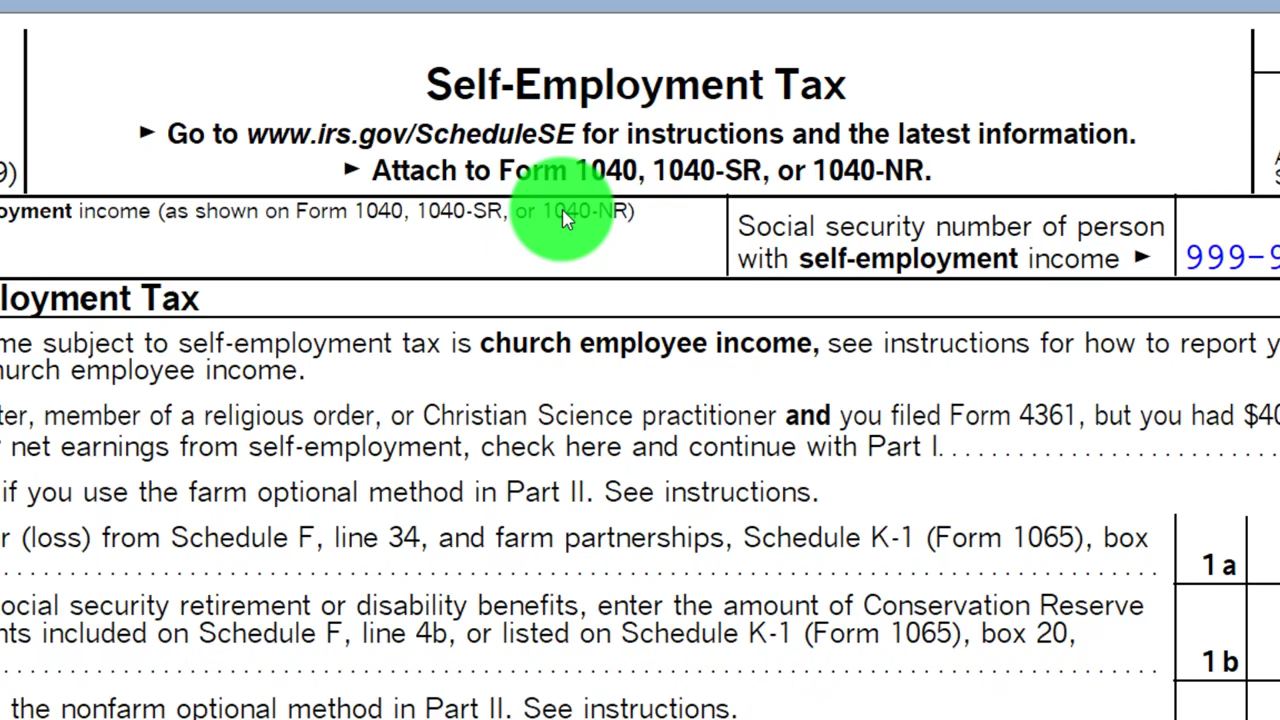 Self-Employment Tax
► Go to www.irs.gov/ScheduleSE for instructions and the latest information.
9)
► Attach to Form 1040, 1040-SR, or 1040-NR.
oyment income (as shown on Form 1040, 1040-SR, or 1040-NR)
Social security number of person
with self-employment income ►
999-9
loyment Tax
me subject to self-employment tax is church employee income, see instructions for how to report y
hurch employee income.
ter, member of a religious order, or Christian Science practitioner and you filed Form 4361, but you had $40
net earnings from self-employment, check here and continue with Part I.
if you use the farm optional method in Part II. See instructions.
r (loss) from Schedule F, line 34, and farm partnerships, Schedule K-1 (Form 1065), box
1a
ocial security retirement or disability benefits, enter the amount of Conservation Reserve
nts included on Schedule F, line 4b, or listed on Schedule K-1 (Form 1065), box 20,
1b
the nonfarm optional method in Part II. See instructions.